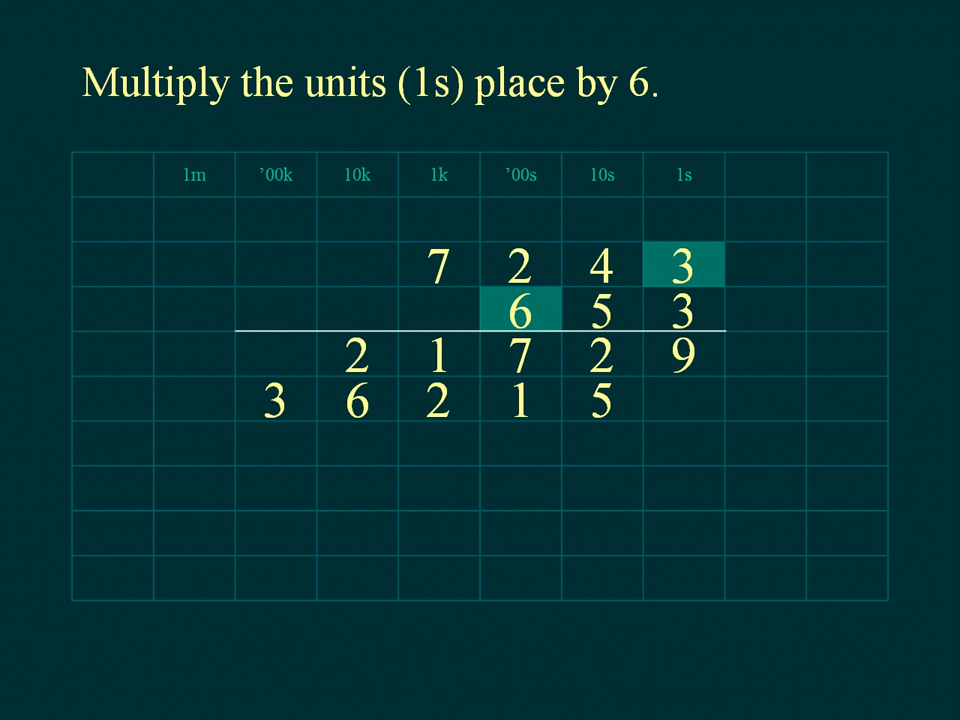 Multiply the units (1s) place by 6.
1m ’00k 10k 1k ’00s 10s 1s
7 2 4 3
6 5 3
2 1 7 2 9
3 6 2 1 5